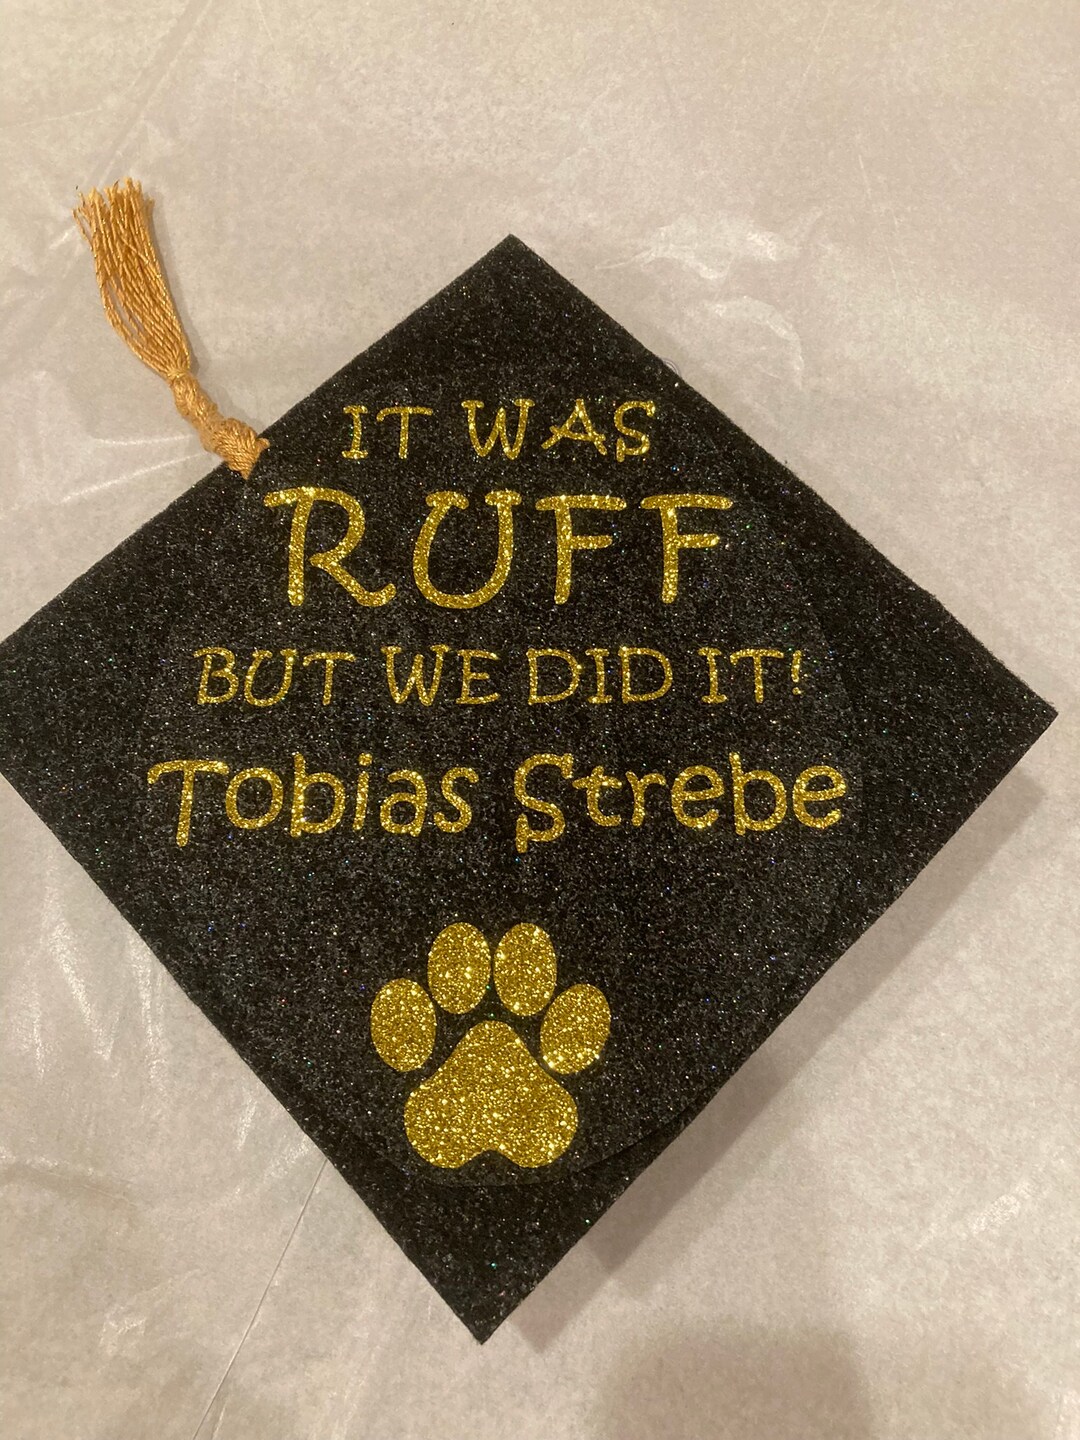 IT WAS
RUFF
BUT WE DID IT!
Tobias Strebe